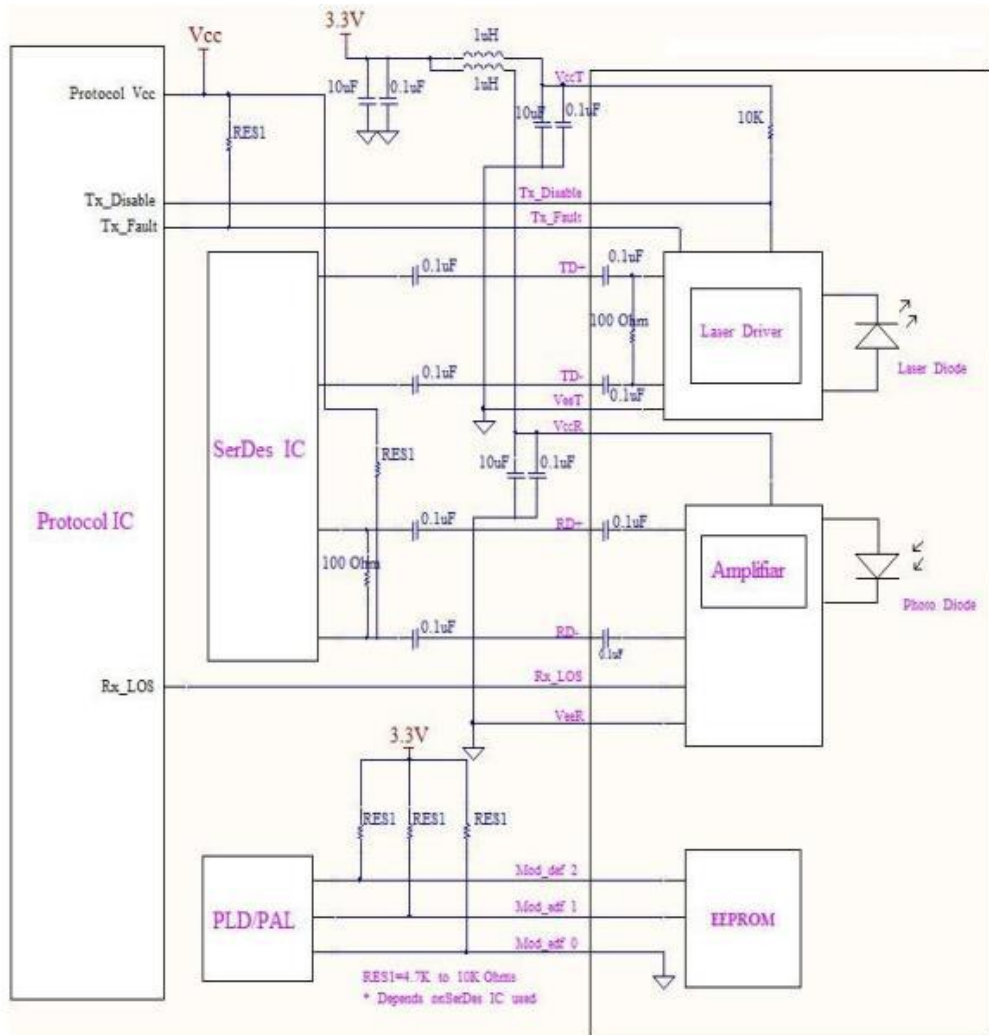 3.3V
1uH
Vcc
1uH
VccT
Protocol Vcc
10uF
0.1uF
10uF
0.1uF
10K
RES1
Tx_Disable
Tx_Disable
Tx_Fault
Tx_Fault
0.1uF
TD+
0.1uF
100 Ohm
Laser Driver
Laser Diode
0.1uF
TD-
0.1uF
VeeT
VccR
SerDes IC
RES1
10uF
0.1uF
Protocol IC
0.1uF
RD+
0.1uF
100 Ohm
Amplifiar
Photo Diode
0.1uF
RD-
0.1uF
Rx_LOS
Rx_LOS
VeeR
3.3V
RES1
RES1
RES1
Mod_def 2
PLD/PAL
Mod_edf 1
EEPROM
Mod_edf 0
RES1=4.7K to 10K Ohms
* Depends onSerDes IC used